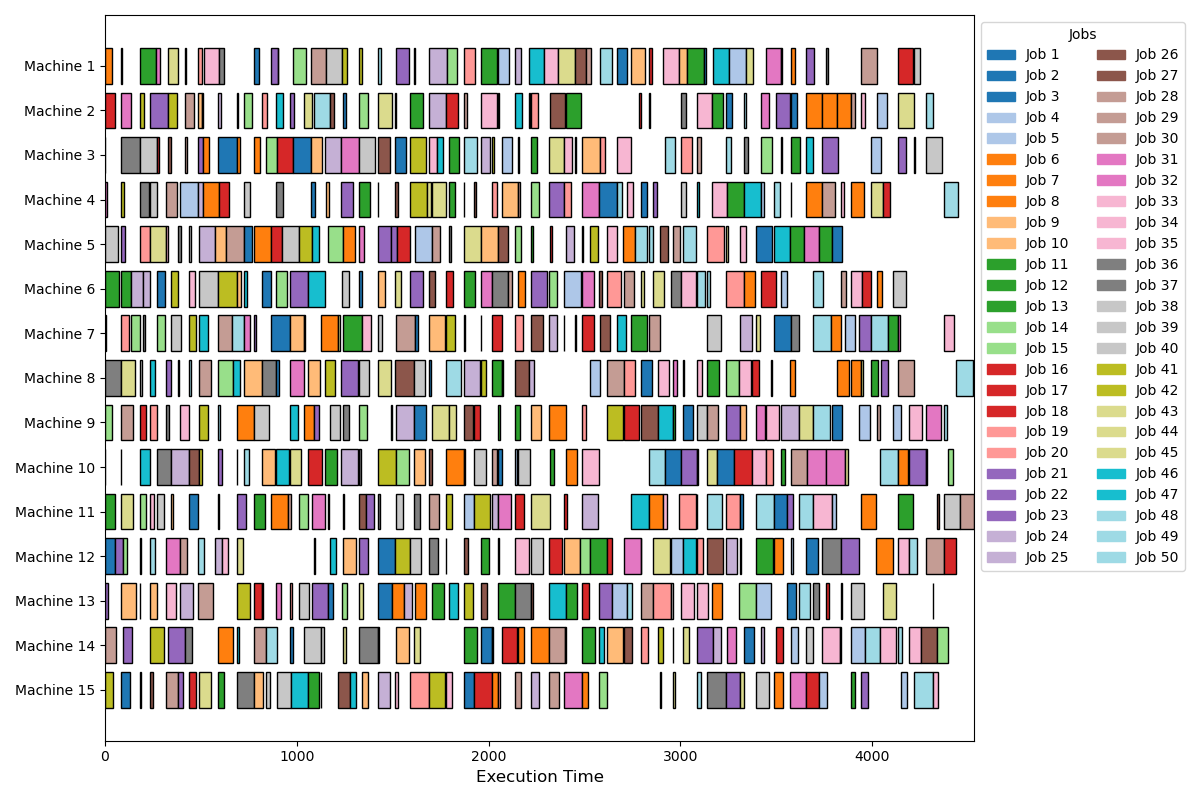 Machine 1
Machine 2
Machine 3
Machine 4
Machine 5
Machine 6
Machine 7
Machine 8
Machine 9
Machine 10
Machine 11
Machine 12
Machine 13
Machine 14
Machine 15
0 1000 2000 3000 4000
Execution Time
Jobs
Job 1 Job 26
Job 2 Job 27
Job 3 Job 28
Job 4 Job 29
Job 5 Job 30
Job 6 Job 31
Job 7 Job 32
Job 8 Job 33
Job 9 Job 34
Job 10 Job 35
Job 11 Job 36
Job 12 Job 37
Job 13 Job 38
Job 14 Job 39
Job 15 Job 40
Job 16 Job 41
Job 17 Job 42
Job 18 Job 43
Job 19 Job 44
Job 20 Job 45
Job 21 Job 46
Job 22 Job 47
Job 23 Job 48
Job 24 Job 49
Job 25 Job 50